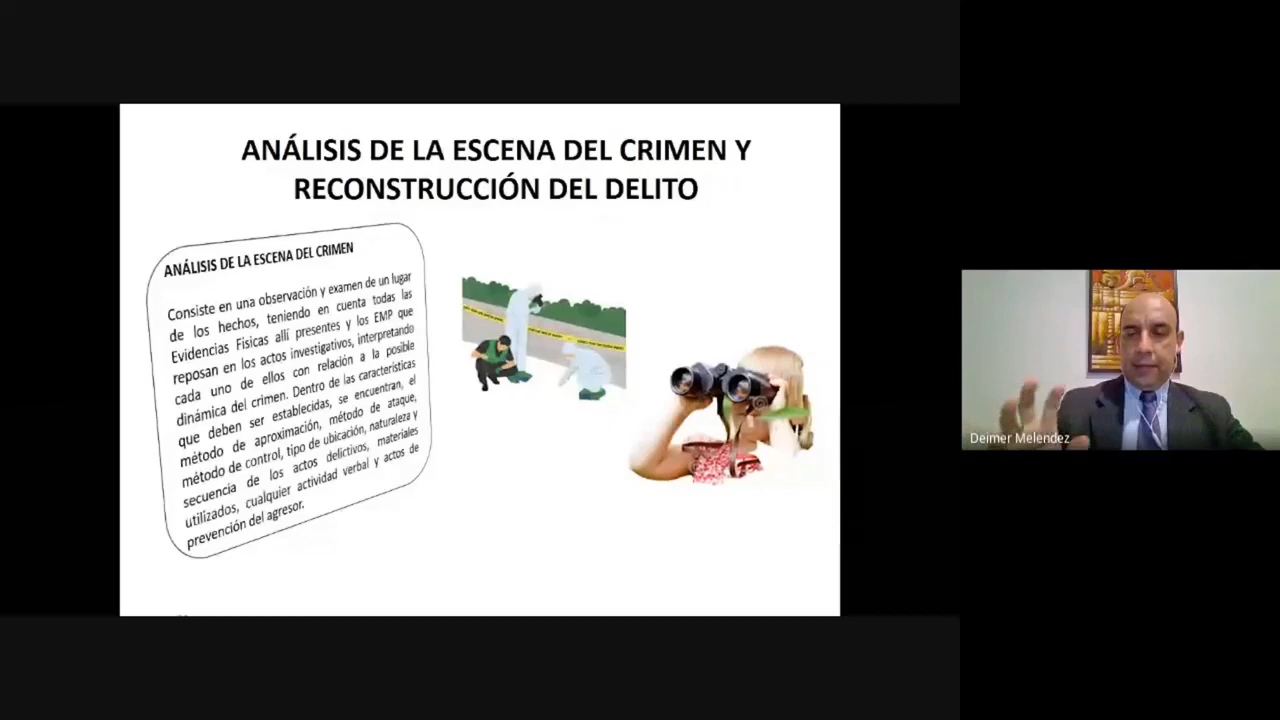 ANÁLISIS DE LA ESCENA DEL CRIMEN Y
RECONSTRUCCIÓN DEL DELITO
ANÁLISIS DE LA ESCENA DEL CRIMEN
Consiste en una observación y examen de un lugar
de los hechos, teniendo en cuenta todas las
Evidencias Fisicas allí presentes y los EMP que
reposan en los actos investigativos, interpretando
cada uno de ellos con relación a la posible
dinámica del crimen. Dentro de las características
que deben ser establecidas, se encuentran, el
método de aproximación, método de ataque,
método de control, tipo de ubicación, naturaleza y
secuencia de los actos delictivos, materiales
utilizados, cualquier actividad verbal y actos de
prevención del agresor.
Deimer Melendez